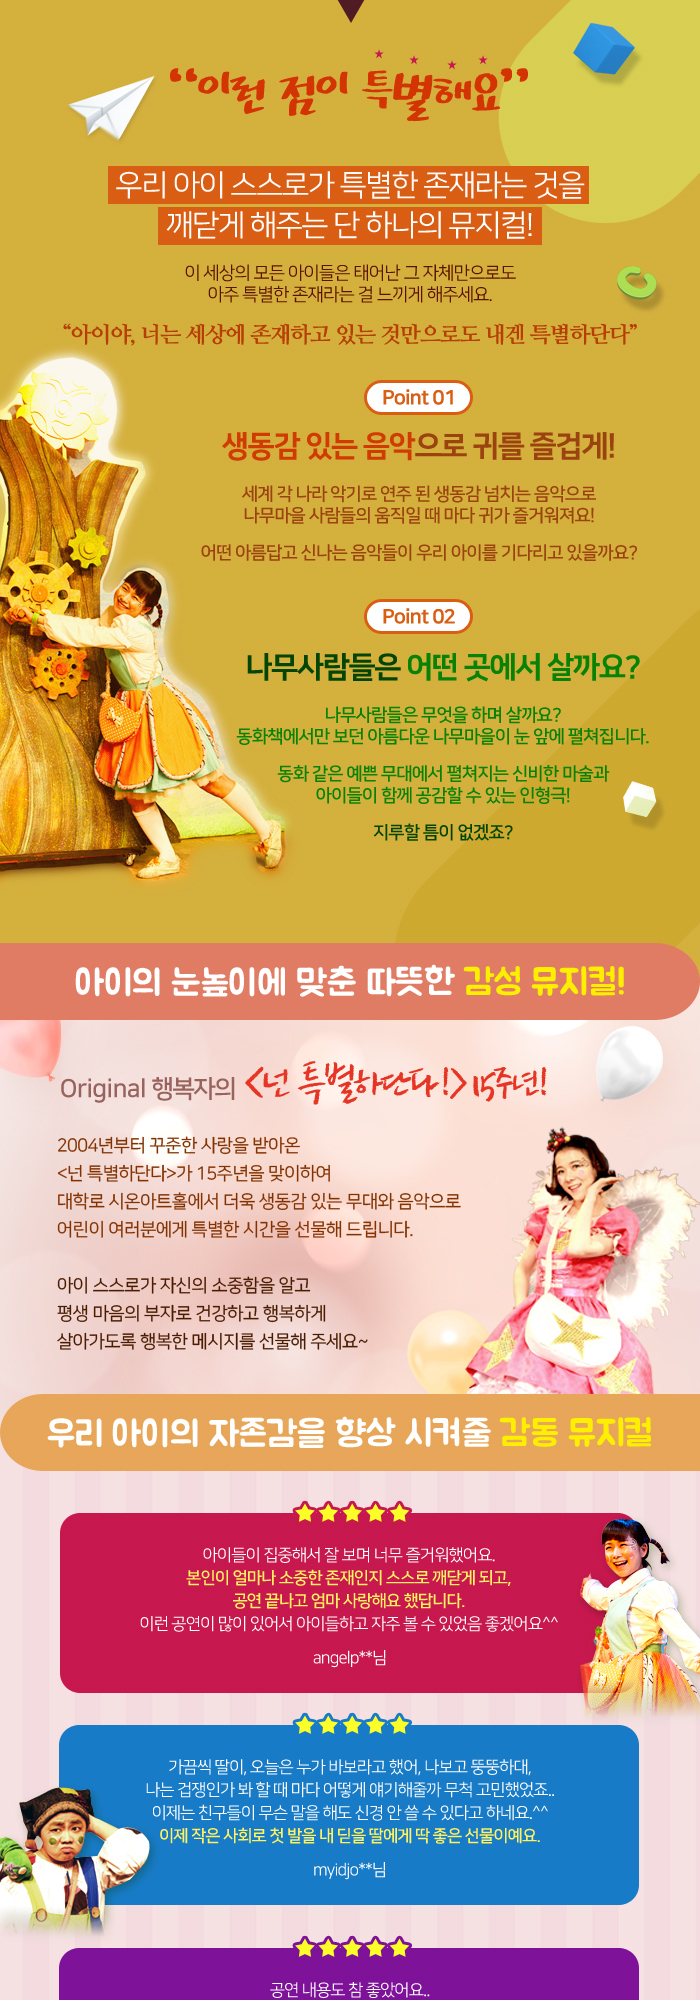 “이런 점이 특별해요”
우리 아이 스스로가 특별한 존재라는 것을
깨닫게 해주는 단 하나의 뮤지컬!
이 세상의 모든 아이들은 태어난 그 자체만으로도
아주 특별한 존재라는 걸 느끼게 해주세요.
“아이야, 너는 세상에 존재하고 있는 것만으로도 내겐 특별하단다”
Point 01
생동감 있는 음악으로 귀를 즐겁게!
세계 각 나라 악기로 연주 된 생동감 넘치는 음악으로
나무마을 사람들의 움직일 때 마다 귀가 즐거워져요!
어떤 아름답고 신나는 음악들이 우리 아이를 기다리고 있을까요?
Point 02
나무사람들은 어떤 곳에서 살까요?
나무사람들은 무엇을 하며 살까요?
동화책에서만 보던 아름다운 나무마을이 눈 앞에 펼쳐집니다.
동화 같은 예쁜 무대에서 펼쳐지는 신비한 마술과
아이들이 함께 공감할 수 있는 인형극!
지루할 틈이 없겠죠?
아이의 눈높이에 맞춘 따뜻한 감성 뮤지컬!
Original 행복자의 <넌 특별하단다!> 15주년!
2004년부터 꾸준한 사랑을 받아온
<넌 특별하단다>가 15주년을 맞이하여
대학로 시온아트홀에서 더욱 생동감 있는 무대와 음악으로
어린이 여러분에게 특별한 시간을 선물해 드립니다.
아이 스스로가 자신의 소중함을 알고
평생 마음의 부자로 건강하고 행복하게
살아가도록 행복한 메시지를 선물해 주세요~
우리 아이의 자존감을 향상 시켜줄 감동 뮤지컬
아이들이 집중해서 잘 보며 너무 즐거워했어요.
본인이 얼마나 소중한 존재인지 스스로 깨닫게 되고,
공연 끝나고 엄마 사랑해요 했답니다.
이런 공연이 많이 있어서 아이들하고 자주 볼 수 있었음 좋겠어요^^
angelp**님
가끔씩 딸이, 오늘은 누가 바보라고 했어, 나보고 뚱뚱하대,
나는 겁쟁인가 봐 할 때 마다 어떻게 얘기해줄까 무척 고민했었죠..
이제는 친구들이 무슨 말을 해도 신경 안 쓸 수 있다고 하네요.^^
이제 작은 사회로 첫 발을 내 딛을 딸에게 딱 좋은 선물이예요.
myidjo**님
공연 내용도 참 좋았어요..